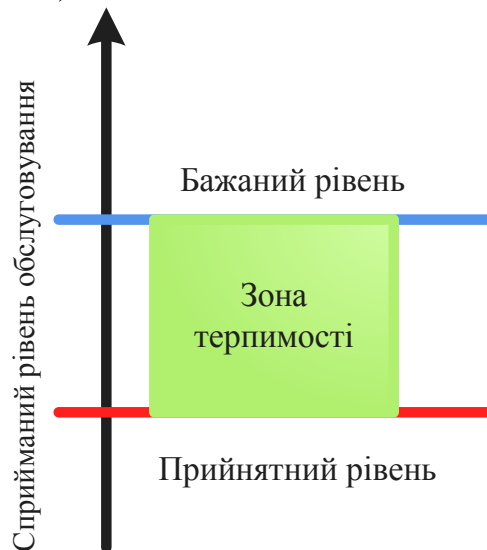 Сприйманий рівень обслуговування
Бажаний рівень
Зона
терпимості
Прийнятний рівень